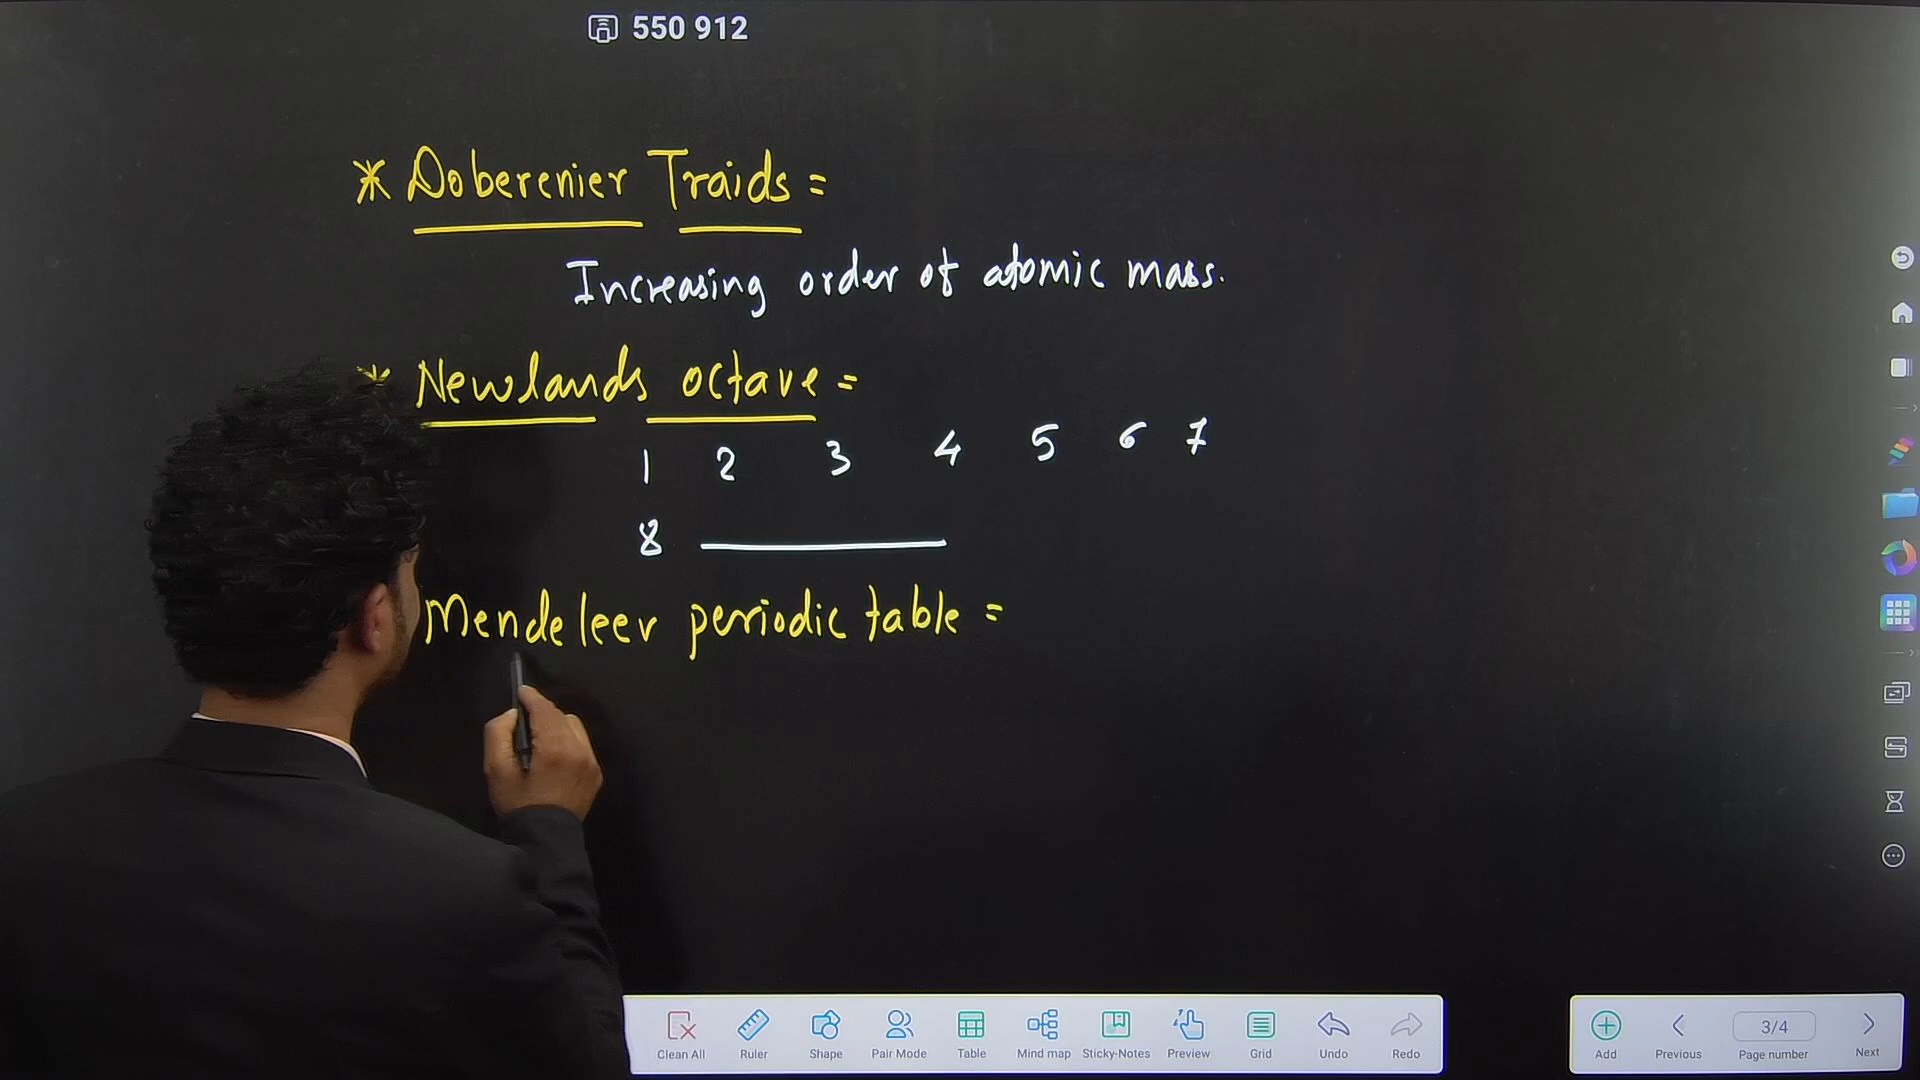 550 912
* Doberenier Traids =
Increasing order of atomic mass.
* Newlands octave =
1 2 3 4 5 6 7
8
Mendeleev periodic table =
Clean All Ruler Shape Pair Mode Table Mind map Sticky-Notes Preview Grid Undo Redo
Add Previous 3/4 Page number Next